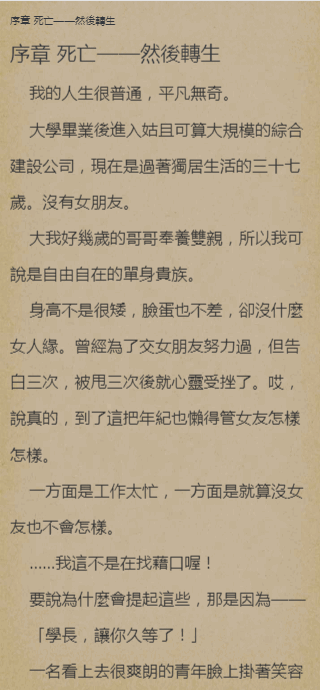 序章 死亡——然後轉生
序章 死亡——然後轉生
我的人生很普通，平凡無奇。
大學畢業後進入姑且可算大規模的綜合
建設公司，現在是過著獨居生活的三十七
歲。沒有女朋友。
大我好幾歲的哥哥奉養雙親，所以我可
說是自由自在的單身貴族。
身高不是很矮，臉蛋也不差，卻沒什麼
女人緣。曾經為了交女朋友努力過，但告
白三次，被甩三次後就心靈受挫了。哎，
說真的，到了這把年紀也懶得管女友怎樣
怎樣。
一方面是工作太忙，一方面是就算沒女
友也不會怎樣。
……我這不是在找藉口喔！
要說為什麼會提起這些，那是因為——
「學長，讓你久等了！」
一名看上去很爽朗的青年臉上掛著笑容